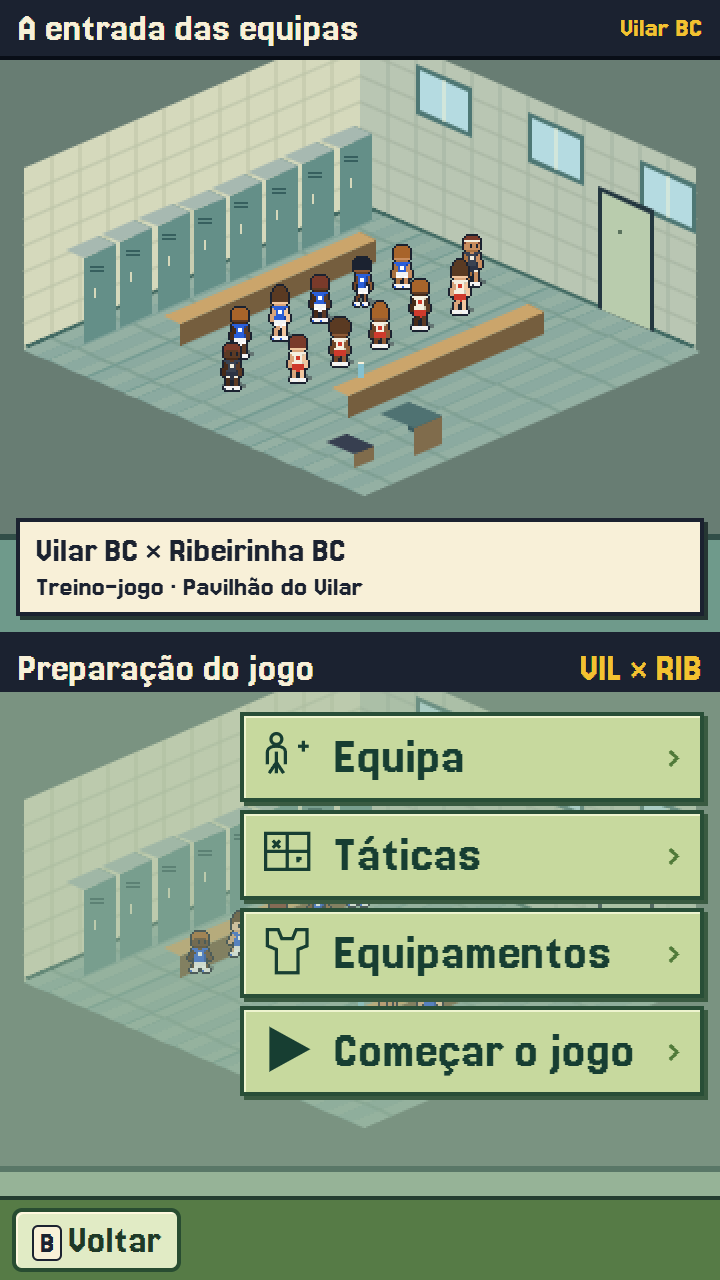 A entrada das equipas
Vilar BC
Vilar BC × Ribeirinha BC
Treino-jogo · Pavilhão do Vilar
Preparação do jogo
VIL × RIB
Equipa
Táticas
Equipamentos
Começar o jogo
B Voltar